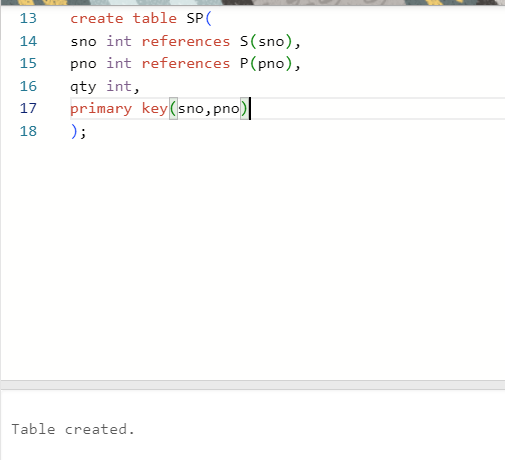 13 create table SP(
14 sno int references S(sno),
15 pno int references P(pno),
16 qty int,
17 primary key(sno,pno)
18 );
Table created.